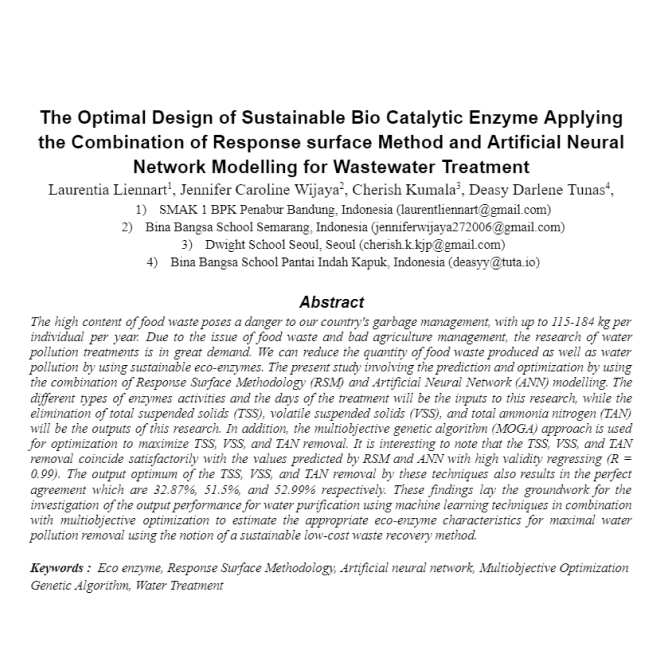 The Optimal Design of Sustainable Bio Catalytic Enzyme Applying
the Combination of Response surface Method and Artificial Neural
Network Modelling for Wastewater Treatment
Laurentia Liennart1, Jennifer Caroline Wijaya2, Cherish Kumala3, Deasy Darlene Tunas4,
1) SMAK 1 BPK Penabur Bandung, Indonesia (laurentliennart@gmail.com)
2) Bina Bangsa School Semarang, Indonesia (jenniferwijaya272006@gmail.com)
3) Dwight School Seoul, Seoul (cherish.k.kjp@gmail.com)
4) Bina Bangsa School Pantai Indah Kapuk, Indonesia (deasyy@tuta.io)
Abstract
The high content of food waste poses a danger to our country's garbage management, with up to 115-184 kg per
individual per year. Due to the issue of food waste and bad agriculture management, the research of water
pollution treatments is in great demand. We can reduce the quantity of food waste produced as well as water
pollution by using sustainable eco-enzymes. The present study involving the prediction and optimization by using
the combination of Response Surface Methodology (RSM) and Artificial Neural Network (ANN) modelling. The
different types of enzymes activities and the days of the treatment will be the inputs to this research, while the
elimination of total suspended solids (TSS), volatile suspended solids (VSS), and total ammonia nitrogen (TAN)
will be the outputs of this research. In addition, the multiobjective genetic algorithm (MOGA) approach is used
for optimization to maximize TSS, VSS, and TAN removal. It is interesting to note that the TSS, VSS, and TAN
removal coincide satisfactorily with the values predicted by RSM and ANN with high validity regressing (R =
0.99). The output optimum of the TSS, VSS, and TAN removal by these techniques also results in the perfect
agreement which are 32.87%, 51.5%, and 52.99% respectively. These findings lay the groundwork for the
investigation of the output performance for water purification using machine learning techniques in combination
with multiobjective optimization to estimate the appropriate eco-enzyme characteristics for maximal water
pollution removal using the notion of a sustainable low-cost waste recovery method.
Keywords : Eco enzyme, Response Surface Methodology, Artificial neural network, Multiobjective Optimization
Genetic Algorithm, Water Treatment